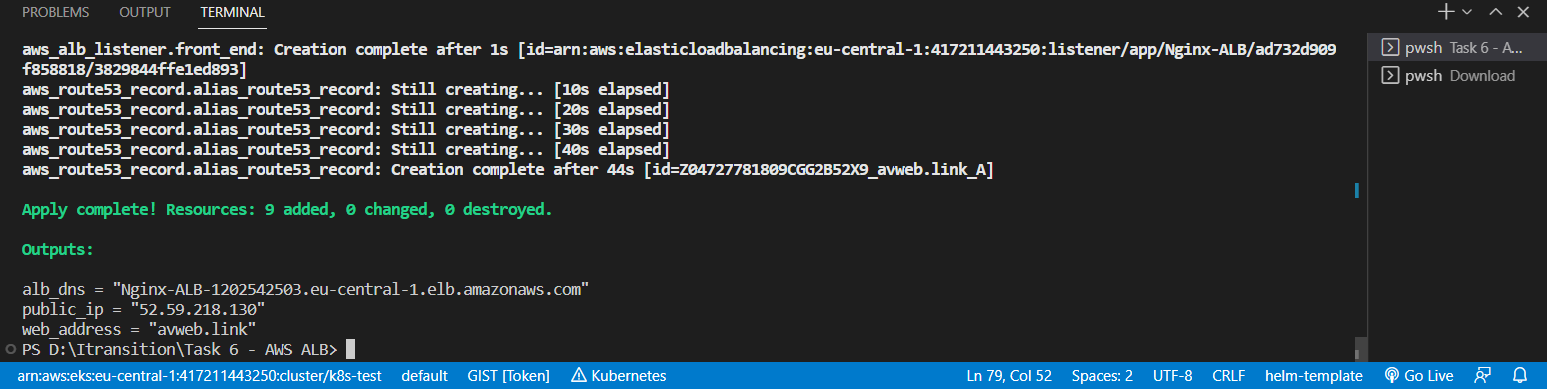 PROBLEMS OUTPUT TERMINAL
aws_alb_listener.front_end: Creation complete after 1s [id=arn:aws:elasticloadbalancing:eu-central-1:417211443250:listener/app/Nginx-ALB/ad732d909
f858818/3829844ffe1ed893]
aws_route53_record.alias_route53_record: Still creating... [10s elapsed]
aws_route53_record.alias_route53_record: Still creating... [20s elapsed]
aws_route53_record.alias_route53_record: Still creating... [30s elapsed]
aws_route53_record.alias_route53_record: Still creating... [40s elapsed]
aws_route53_record.alias_route53_record: Creation complete after 44s [id=Z04727781809CGG2B52X9_avweb.link_A]
Apply complete! Resources: 9 added, 0 changed, 0 destroyed.
Outputs:
alb_dns = "Nginx-ALB-1202542503.eu-central-1.elb.amazonaws.com"
public_ip = "52.59.218.130"
web_address = "avweb.link"
PS D:\Itransition\Task 6 - AWS ALB>
pwsh Task 6 - A...
pwsh Download
arn:aws:eks:eu-central-1:417211443250:cluster/k8s-test default GIST [Token] Kubernetes Ln 79, Col 52 Spaces: 2 UTF-8 CRLF helm-template Go Live